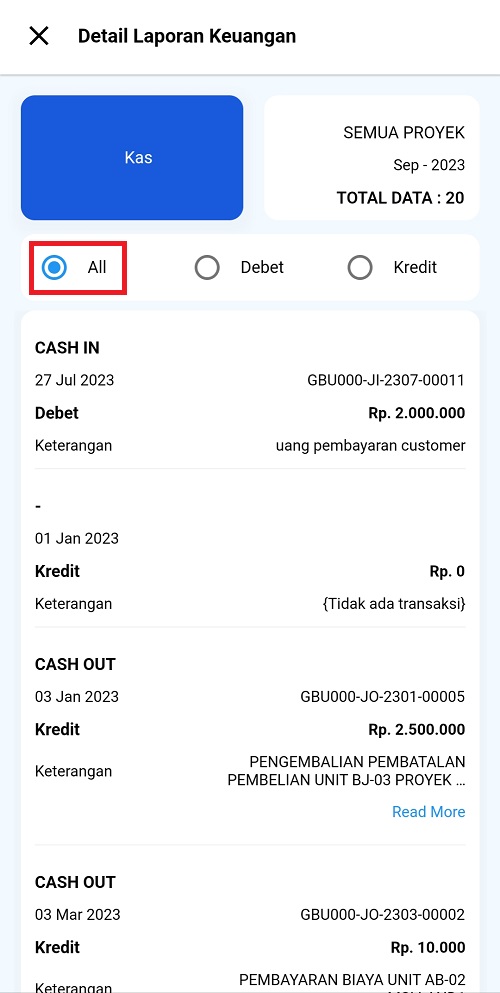 Detail Laporan Keuangan
Kas
SEMUA PROYEK
Sep - 2023
TOTAL DATA : 20
All
Debet
Kredit
CASH IN
27 Jul 2023 GBU000-JI-2307-00011
Debet Rp. 2.000.000
Keterangan uang pembayaran customer
-
01 Jan 2023
Kredit Rp. 0
Keterangan {Tidak ada transaksi}
CASH OUT
03 Jan 2023 GBU000-JO-2301-00005
Kredit Rp. 2.500.000
Keterangan PENGEMBALIAN PEMBATALAN
PEMBELIAN UNIT BJ-03 PROYEK ...
Read More
CASH OUT
03 Mar 2023 GBU000-JO-2303-00002
Kredit Rp. 10.000
Keterangan PEMBAYARAN BIAYA UNIT AB-02